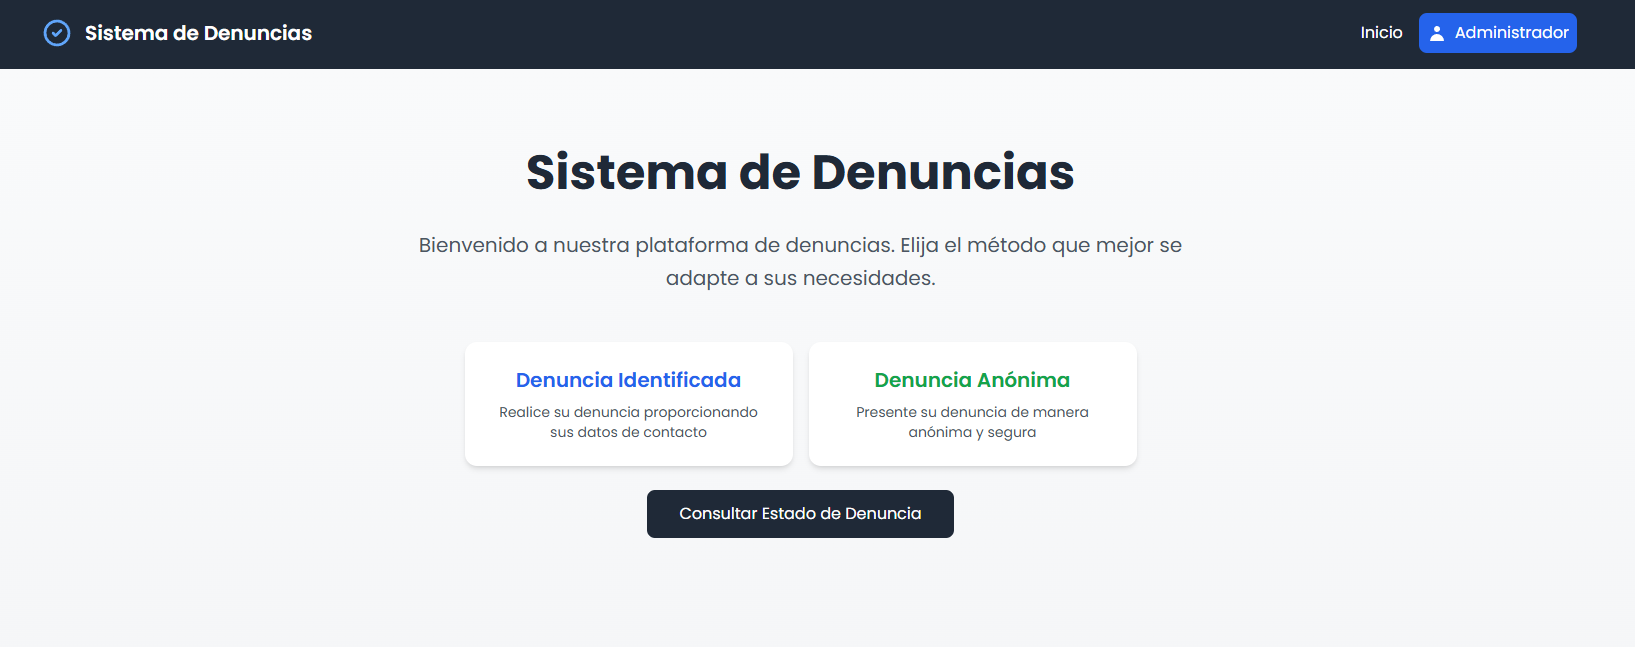 Sistema de Denuncias
Inicio
Administrador
Sistema de Denuncias
Bienvenido a nuestra plataforma de denuncias. Elija el método que mejor se
adapte a sus necesidades.
Denuncia Identificada
Realice su denuncia proporcionando
sus datos de contacto
Denuncia Anónima
Presente su denuncia de manera
anónima y segura
Consultar Estado de Denuncia